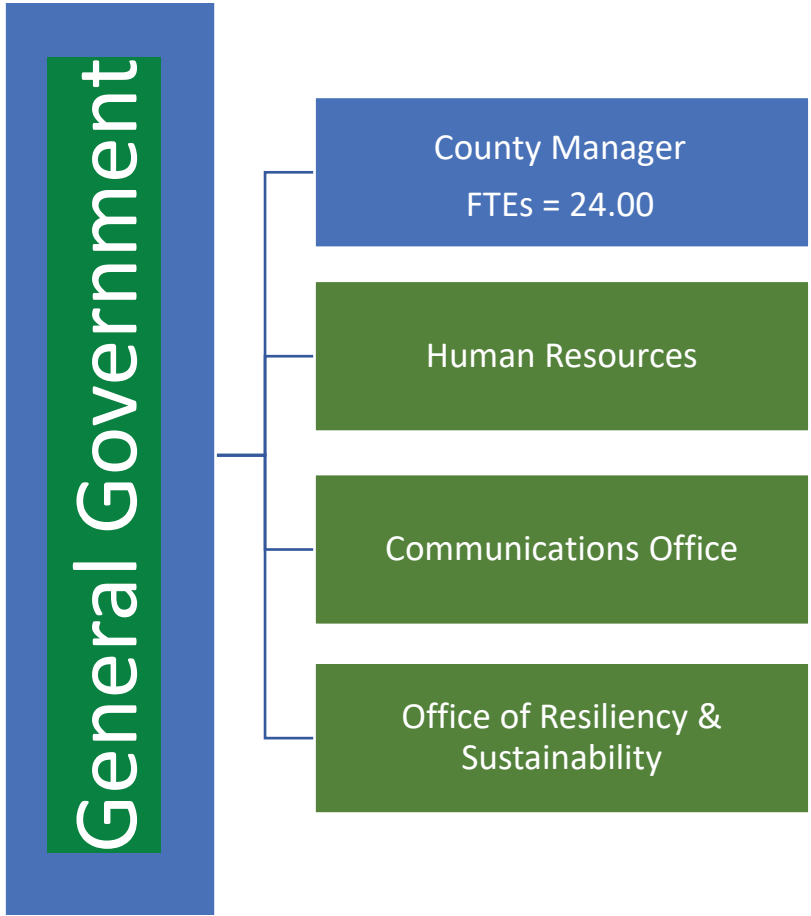 General Government
County Manager
FTEs = 24.00
Human Resources
Communications Office
Office of Resiliency &
Sustainability